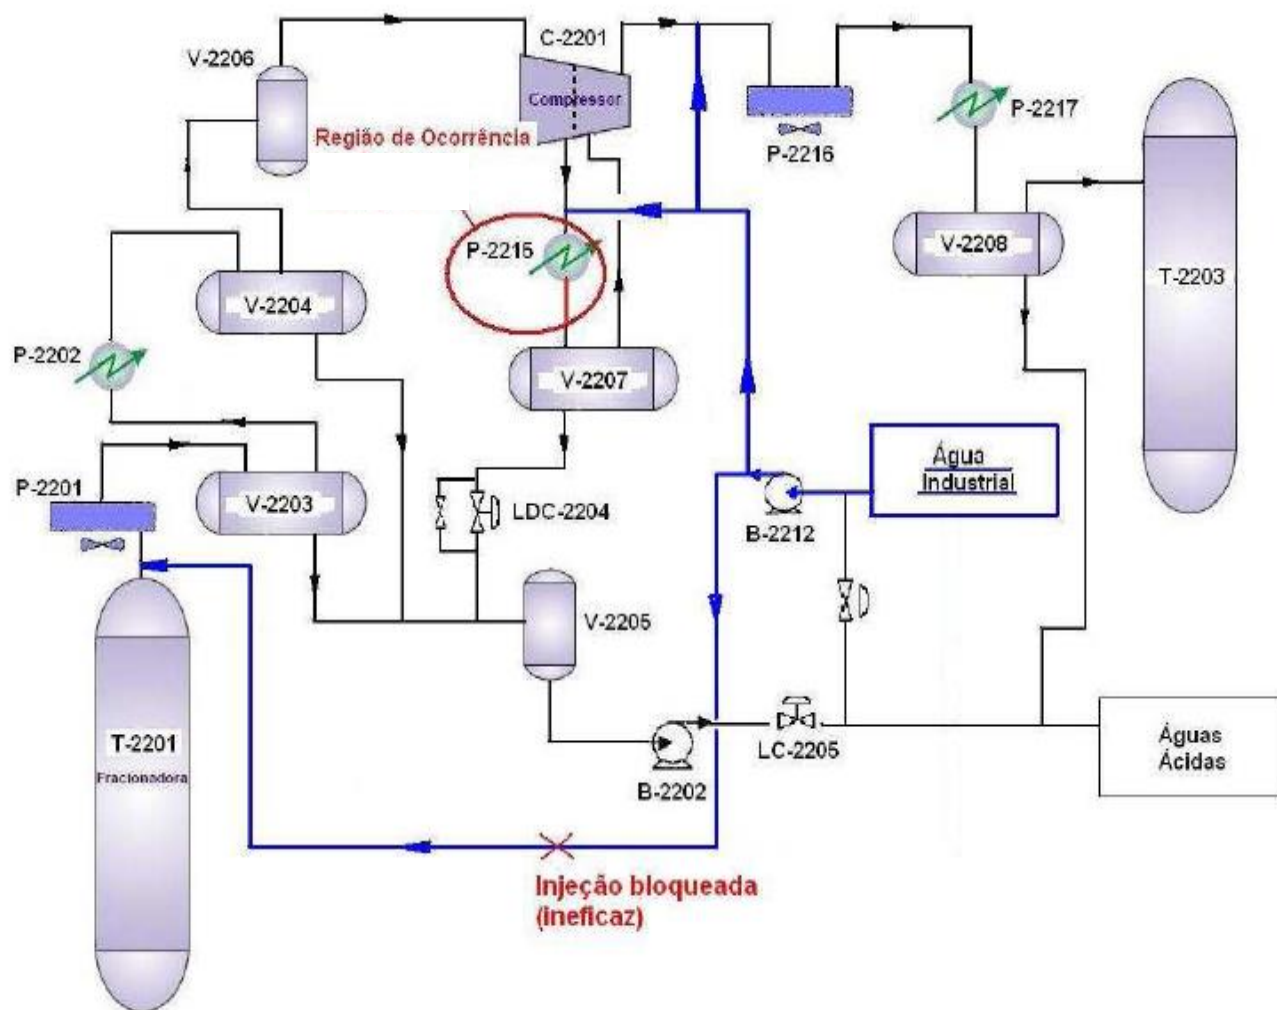 C-2201
V-2206
Compressor
P-2217
Região de Ocorrência
P-2216
P-2215
V-2208
T-2203
V-2204
P-2202
V-2207
Água
Industrial
P-2201
V-2203
LDC-2204
B-2212
V-2205
T-2201
Fracionadora
LC-2205
Águas
Ácidas
B-2202
Injeção bloqueada
(ineficaz)